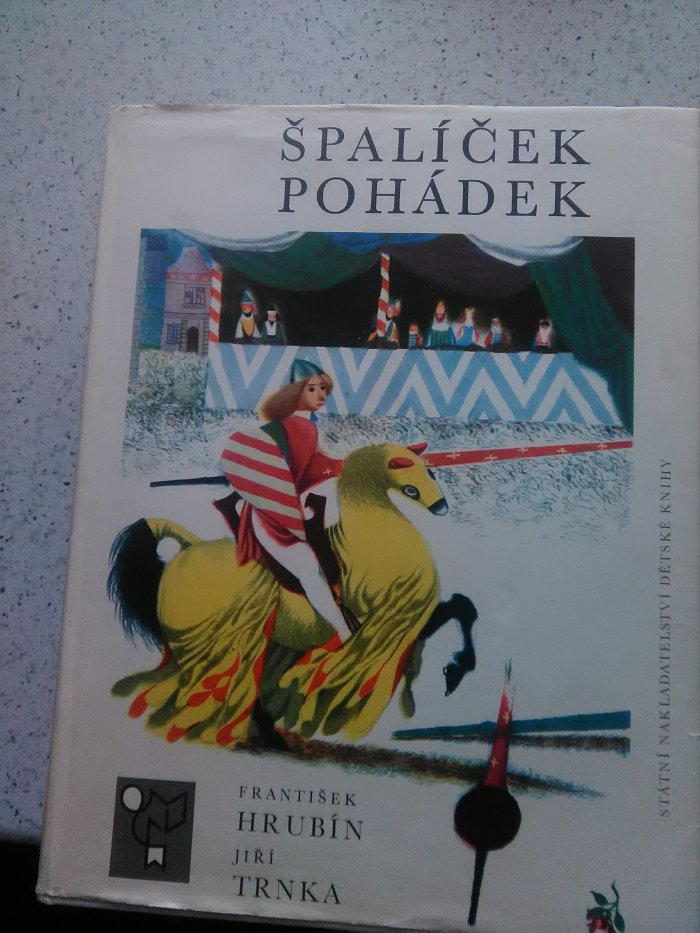 ŠPALÍČEK
POHÁDEK
STÁTNÍ NAKLADATELSTVÍ DĚTSKÉ KNIHY
FRANTIŠEK
HRUBÍN
JIŘÍ
TRNKA